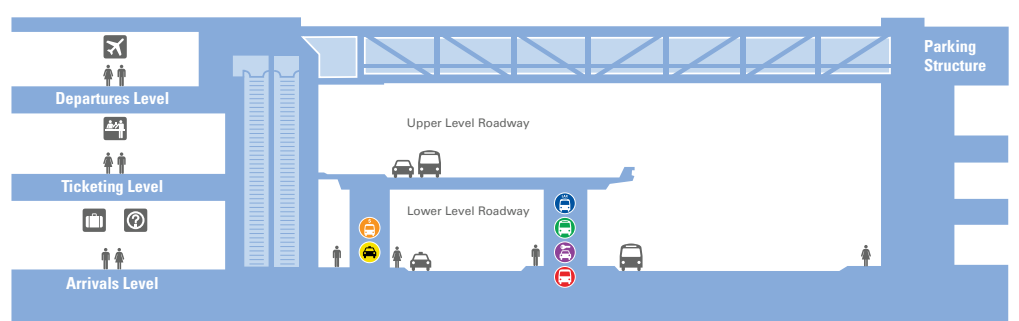 Departures Level
Ticketing Level
Arrivals Level
Upper Level Roadway
Lower Level Roadway
Parking
Structure